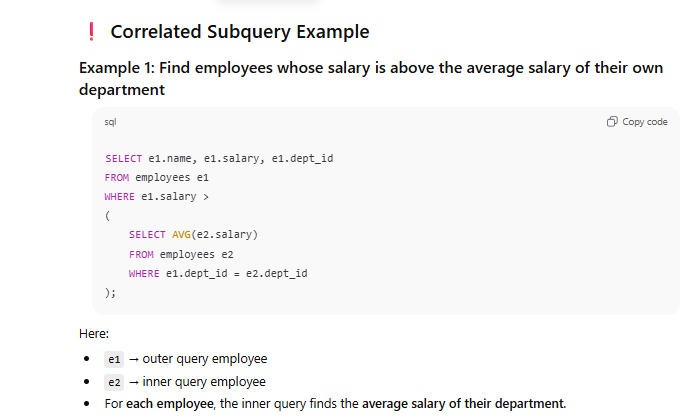 ❗ Correlated Subquery Example
Example 1: Find employees whose salary is above the average salary of their own
department
sql
Copy code
SELECT e1.name, e1.salary, e1.dept_id
FROM employees e1
WHERE e1.salary >
(
    SELECT AVG(e2.salary)
    FROM employees e2
    WHERE e1.dept_id = e2.dept_id
);
Here:
• e1 → outer query employee
• e2 → inner query employee
• For each employee, the inner query finds the average salary of their department.